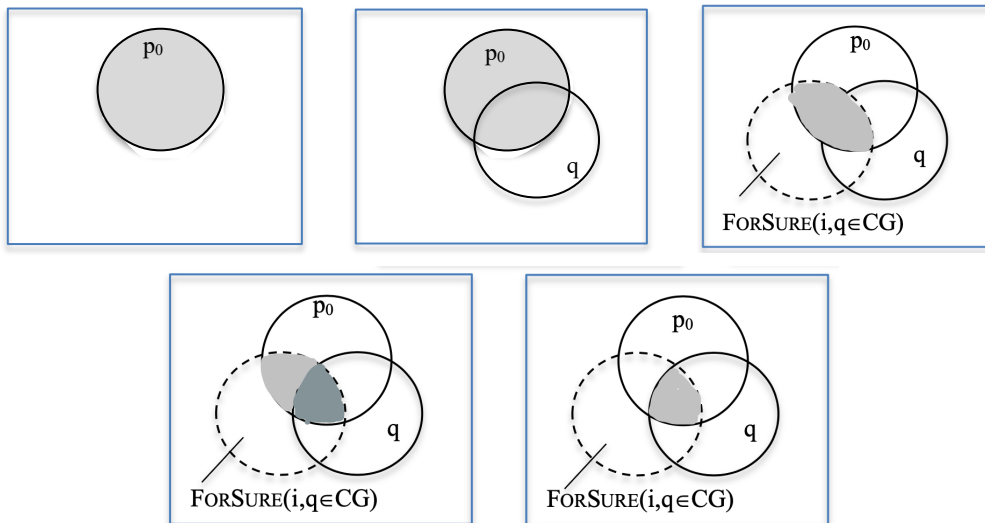 p₀
p₀
q
p₀
q
FORSURE(i,q∈CG)
p₀
q
FORSURE(i,q∈CG)
p₀
q
FORSURE(i,q∈CG)